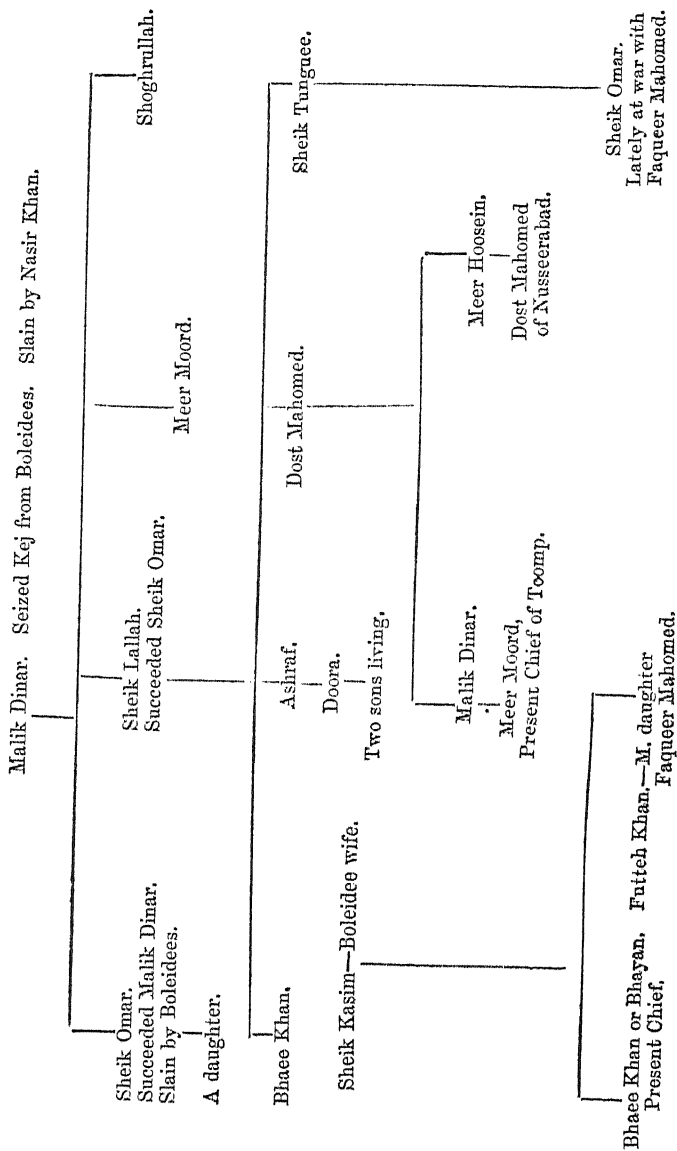 Malik Dinar. Seized Kej from Boleidees. Slain by Nasir Khan.
Sheik Omar.
Succeeded Malik Dinar.
Slain by Boleidees.
A daughter.
Sheik Lallah.
Succeeded Sheik Omar.
Meer Moord.
Shoghrullah.
Bhaee Khan.
Ashraf.
Doora.
Two sons living.
Dost Mahomed.
Sheik Tunguee.
Sheik Kasim—Boleidee wife.
Malik Dinar.
Meer Moord,
Present Chief of Toomp.
Meer Hoosein.
Dost Mahomed
of Nusseerabad.
Sheik Omar.
Lately at war with
Faqueer Mahomed.
Bhaee Khan or Bhayan,
Present Chief.
Futteh Khan.—M. daughter
Faqueer Mahomed.